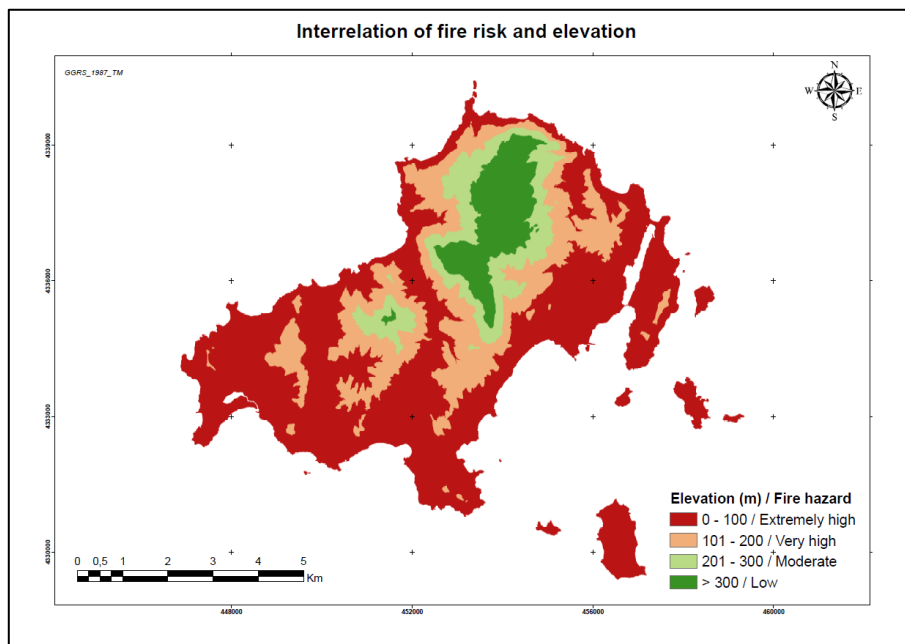 Interrelation of fire risk and elevation
GGRS_1987_TM
N
W E
S
4339000
4336000
4333000
4330000
Elevation (m) / Fire hazard
0 - 100 / Extremely high
101 - 200 / Very high
201 - 300 / Moderate
> 300 / Low
0 0,5 1 2 3 4 5
Km
448000 452000 456000 460000